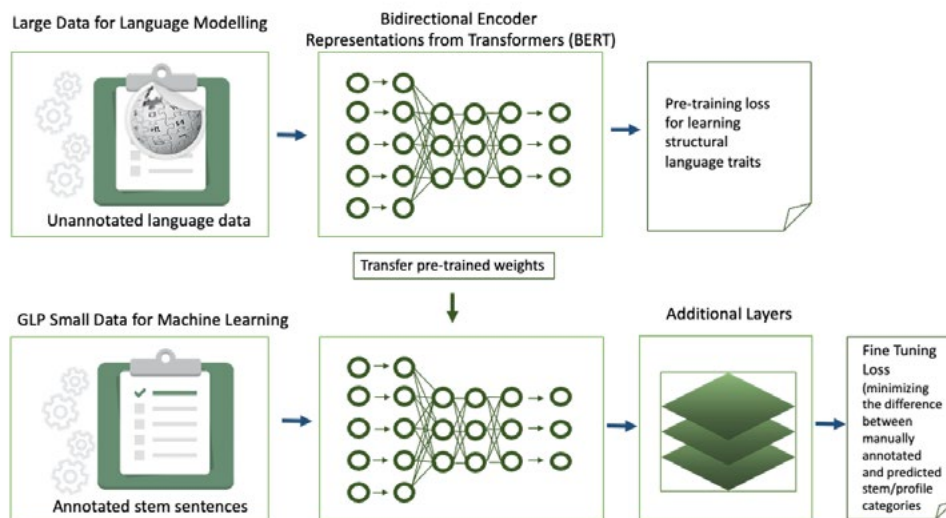 Large Data for Language Modelling
Bidirectional Encoder
Representations from Transformers (BERT)
Unannotated language data
Pre-training loss
for learning
structural
language traits
Transfer pre-trained weights
GLP Small Data for Machine Learning
Additional Layers
Annotated stem sentences
Fine Tuning
Loss
(minimizing
the difference
between
manually
annotated
and predicted
stem/profile
categories